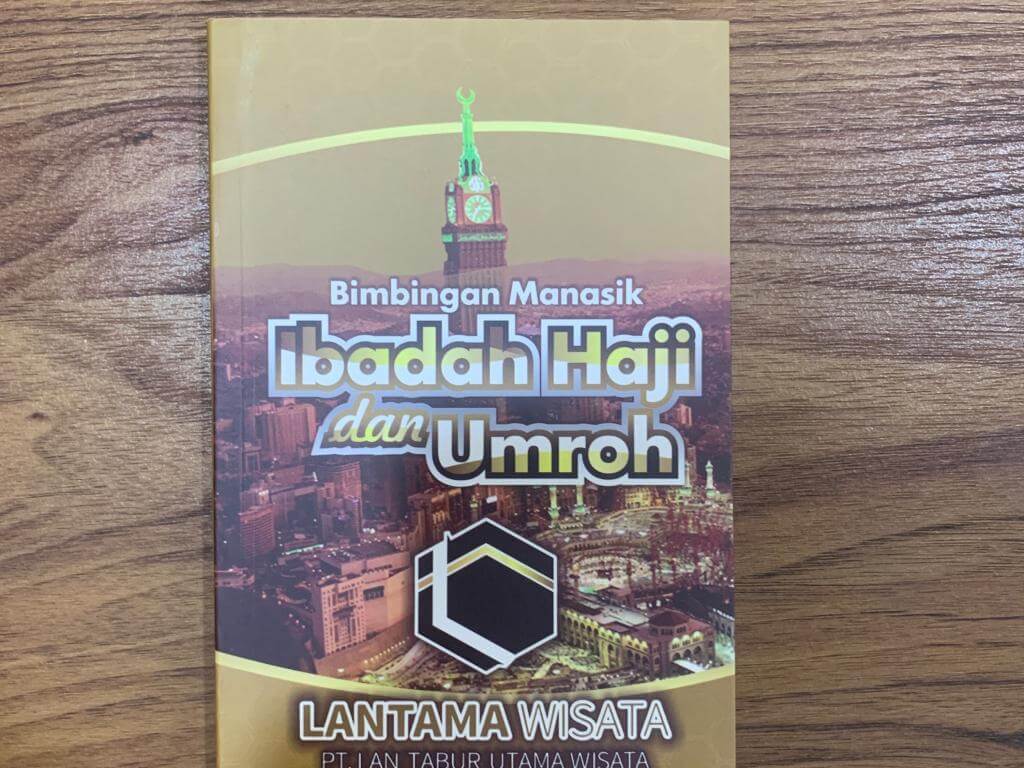 Bimbingan Manasik
Ibadah Haji
dan Umroh
LANTAMA WISATA
PT. LAN TABUR UTAMA WISATA